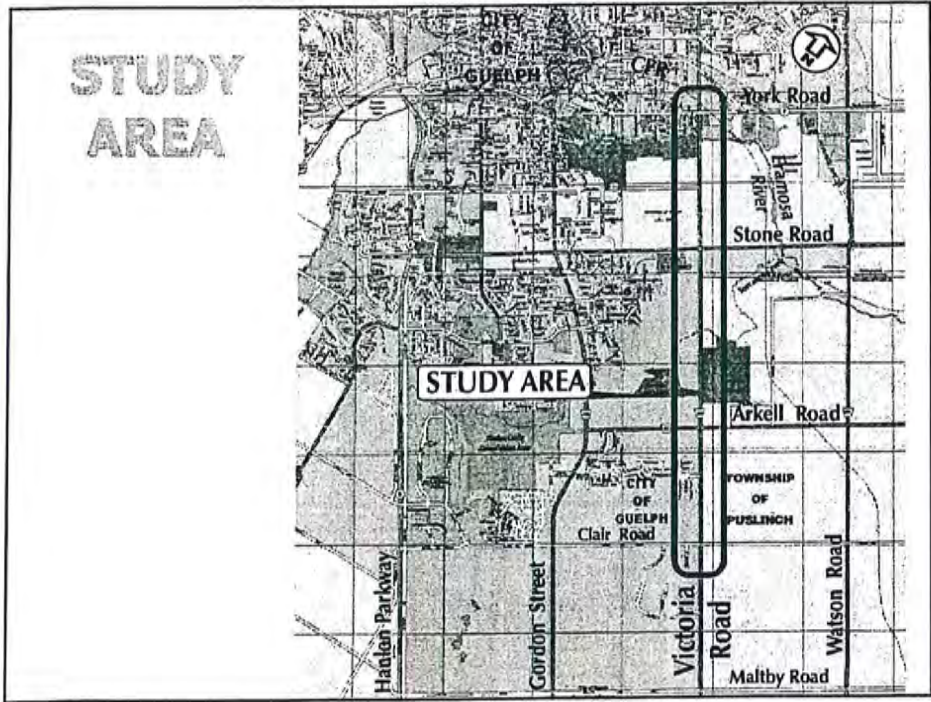 STUDY
AREA
CITY
OF
GUELPH
CPR
N
York Road
Eramosa
River
Stone Road
STUDY AREA
Arkell Road
CITY
OF
GUELPH
TOWNSHIP
OF
PUSLINCH
Clair Road
Hanlon Parkway
Gordon Street
Victoria
Road
Watson Road
Maltby Road